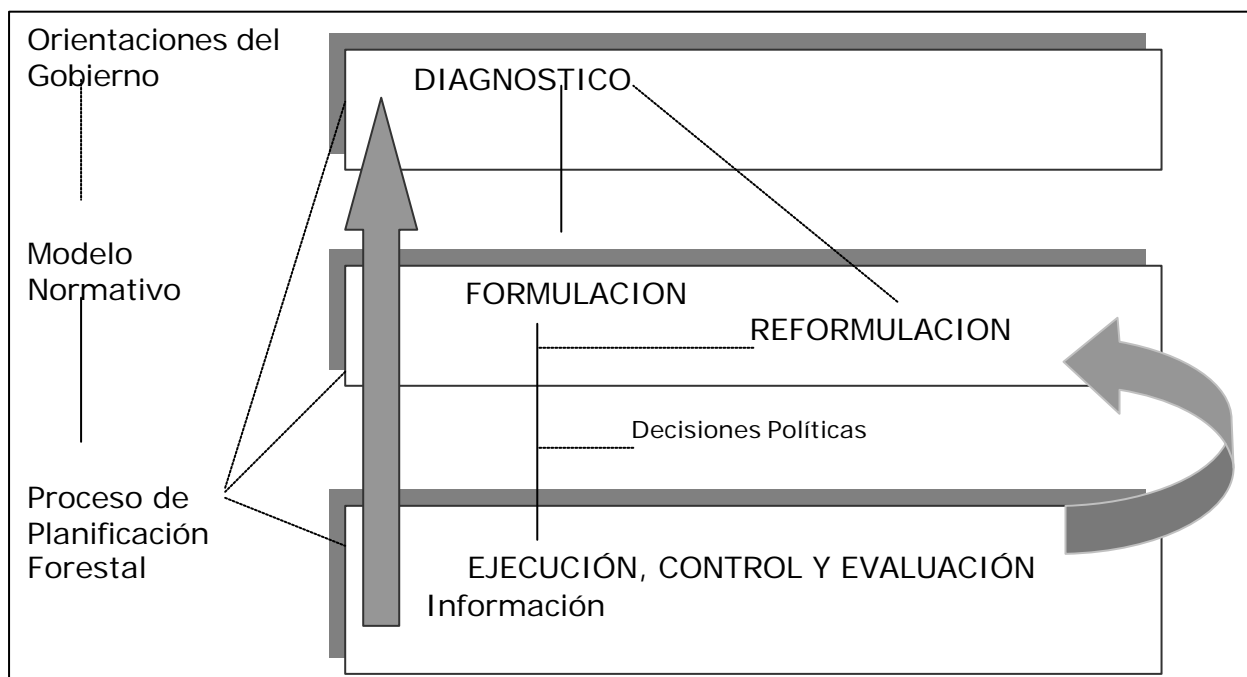 Orientaciones del
Gobierno
DIAGNOSTICO
Modelo
Normativo
FORMULACION
REFORMULACION
Decisiones Políticas
Proceso de
Planificación
Forestal
EJECUCIÓN, CONTROL Y EVALUACIÓN
Información